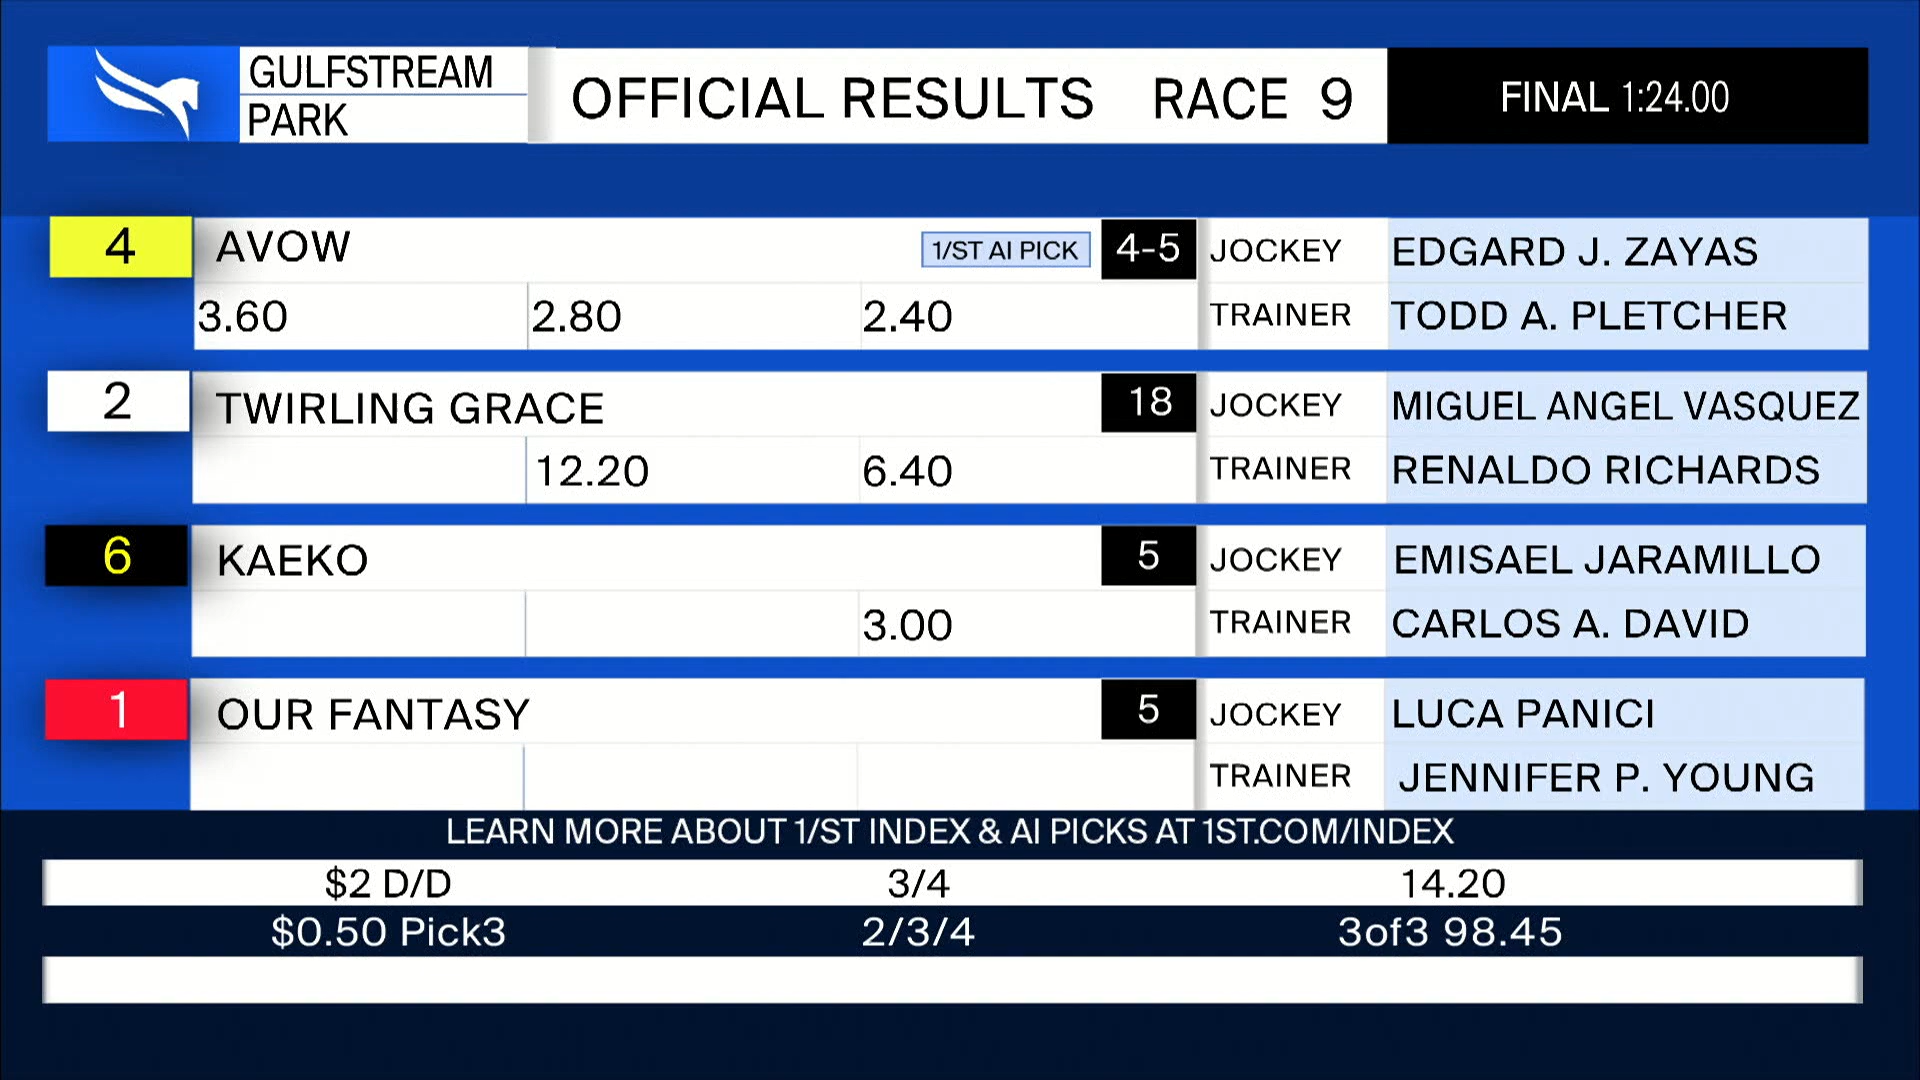 GULFSTREAM
PARK
OFFICIAL RESULTS RACE 9
FINAL 1:24.00
4 AVOW 1/ST AI PICK 4-5 JOCKEY EDGARD J. ZAYAS
3.60 2.80 2.40 TRAINER TODD A. PLETCHER
2 TWIRLING GRACE 18 JOCKEY MIGUEL ANGEL VASQUEZ
12.20 6.40 TRAINER RENALDO RICHARDS
6 KAEKO 5 JOCKEY EMISAEL JARAMILLO
3.00 TRAINER CARLOS A. DAVID
1 OUR FANTASY 5 JOCKEY LUCA PANICI
TRAINER JENNIFER P. YOUNG
LEARN MORE ABOUT 1/ST INDEX & AI PICKS AT 1ST.COM/INDEX
$2 D/D 3/4 14.20
$0.50 Pick3 2/3/4 3of3 98.45